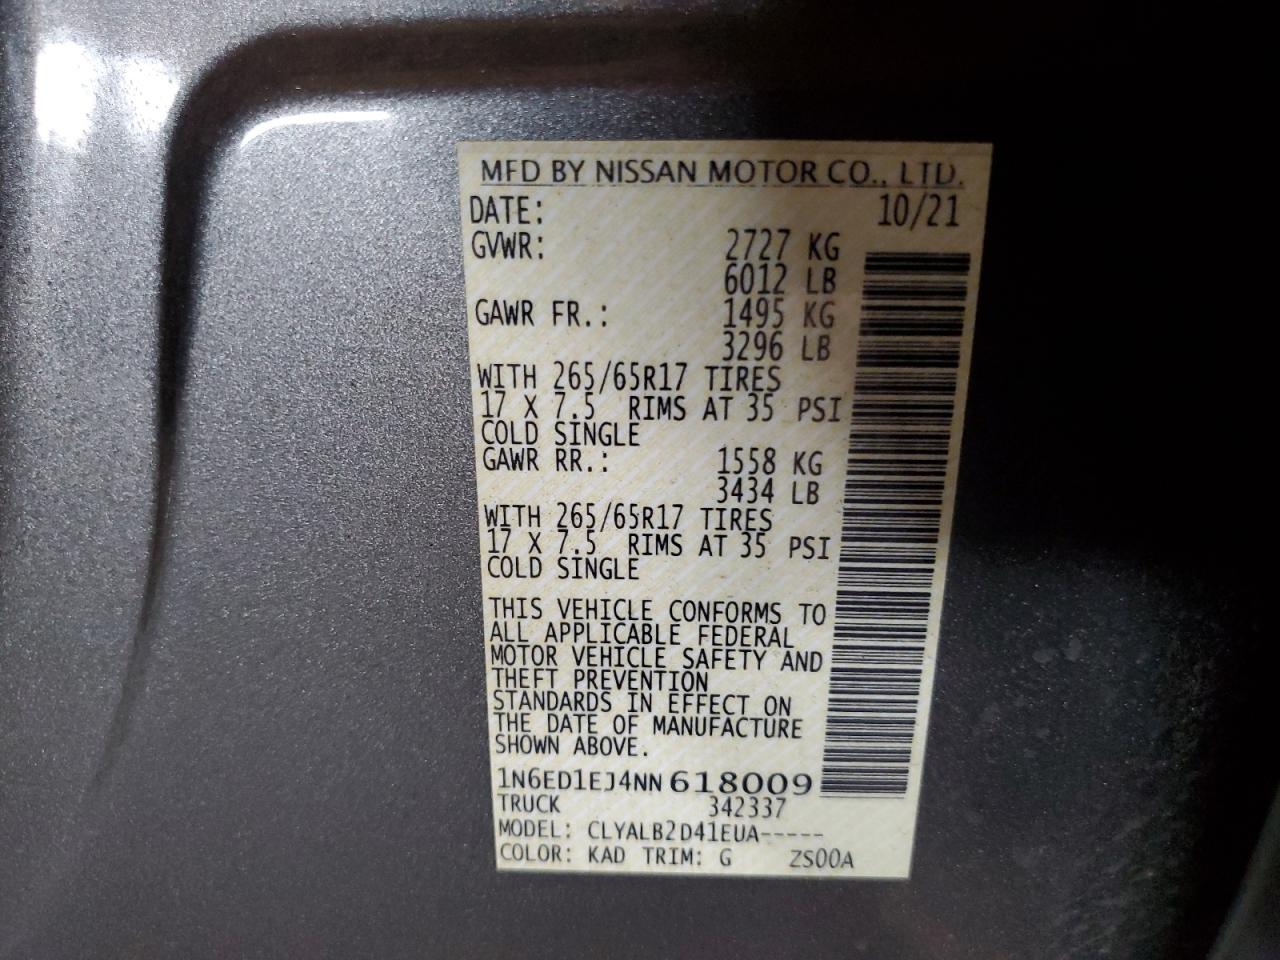 MFD BY NISSAN MOTOR CO., LTD.
DATE: 10/21
GVWR: 2727 KG
6012 LB
GAWR FR.: 1495 KG
3296 LB
WITH 265/65R17 TIRES
17 X 7.5 RIMS AT 35 PSI
COLD SINGLE
GAWR RR.: 1558 KG
3434 LB
WITH 265/65R17 TIRES
17 X 7.5 RIMS AT 35 PSI
COLD SINGLE
THIS VEHICLE CONFORMS TO
ALL APPLICABLE FEDERAL
MOTOR VEHICLE SAFETY AND
THEFT PREVENTION
STANDARDS IN EFFECT ON
THE DATE OF MANUFACTURE
SHOWN ABOVE.
1N6ED1EJ4NN618009
TRUCK 342337
MODEL: CLYALB2D41EUA-----
COLOR: KAD TRIM: G ZS00A